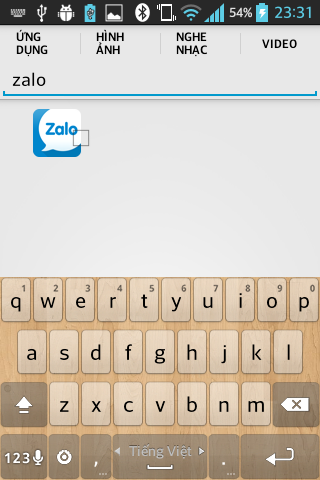 54% 23:31
ỨNG DỤNG
HÌNH ẢNH
NGHE NHẠC
VIDEO
zalo
Zalo
1 2 3 4 5 6 7 8 9 0
q w e r t y u i o p
a s d f g h j k l
z x c v b n m
123 , ... Tiếng Việt . ...